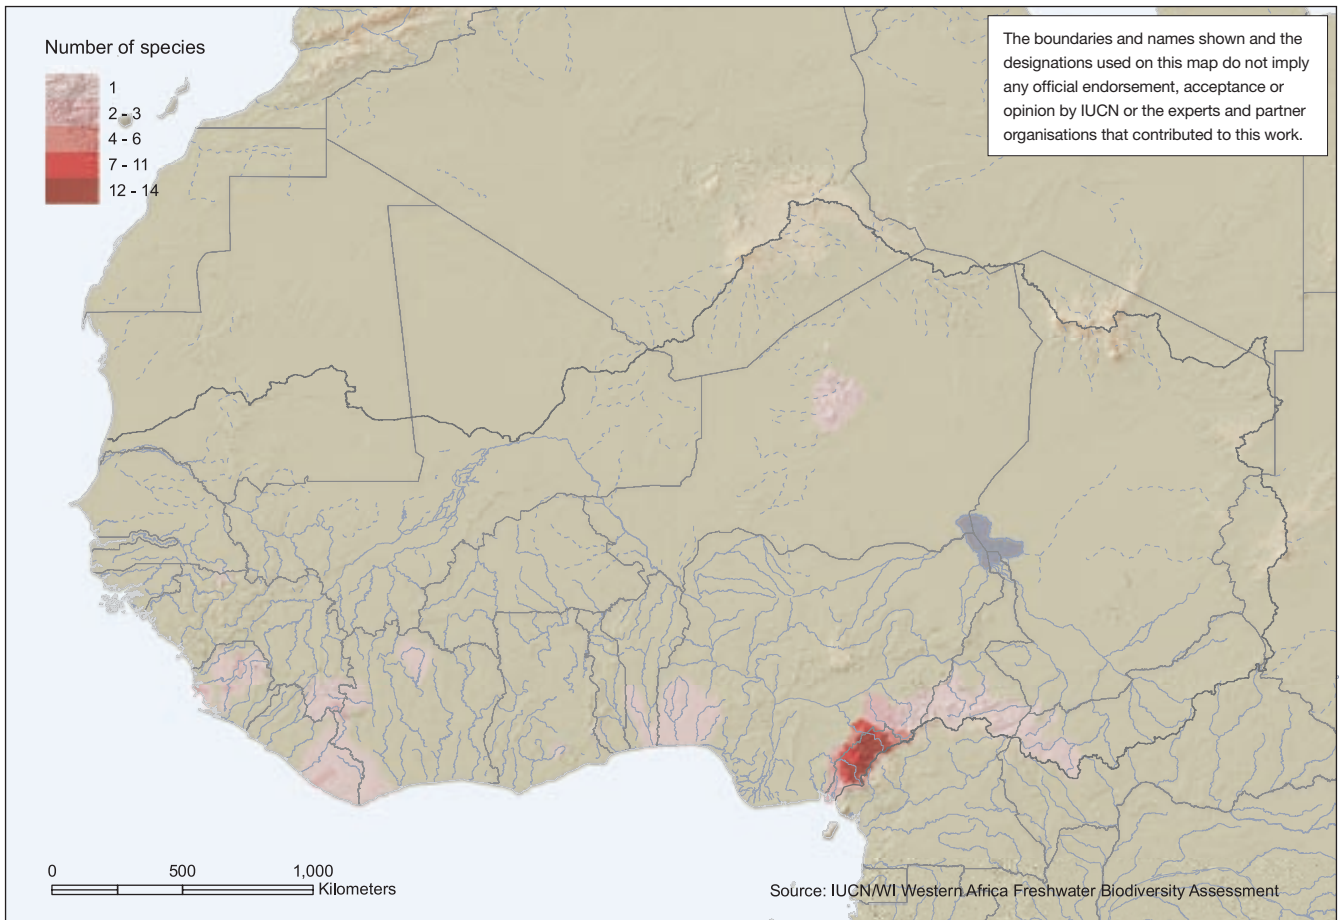 Number of species
1
2 - 3
4 - 6
7 - 11
12 - 14
The boundaries and names shown and the
designations used on this map do not imply
any official endorsement, acceptance or
opinion by IUCN or the experts and partner
organisations that contributed to this work.
0 500 1,000
Kilometers
Source: IUCN/WI Western Africa Freshwater Biodiversity Assessment